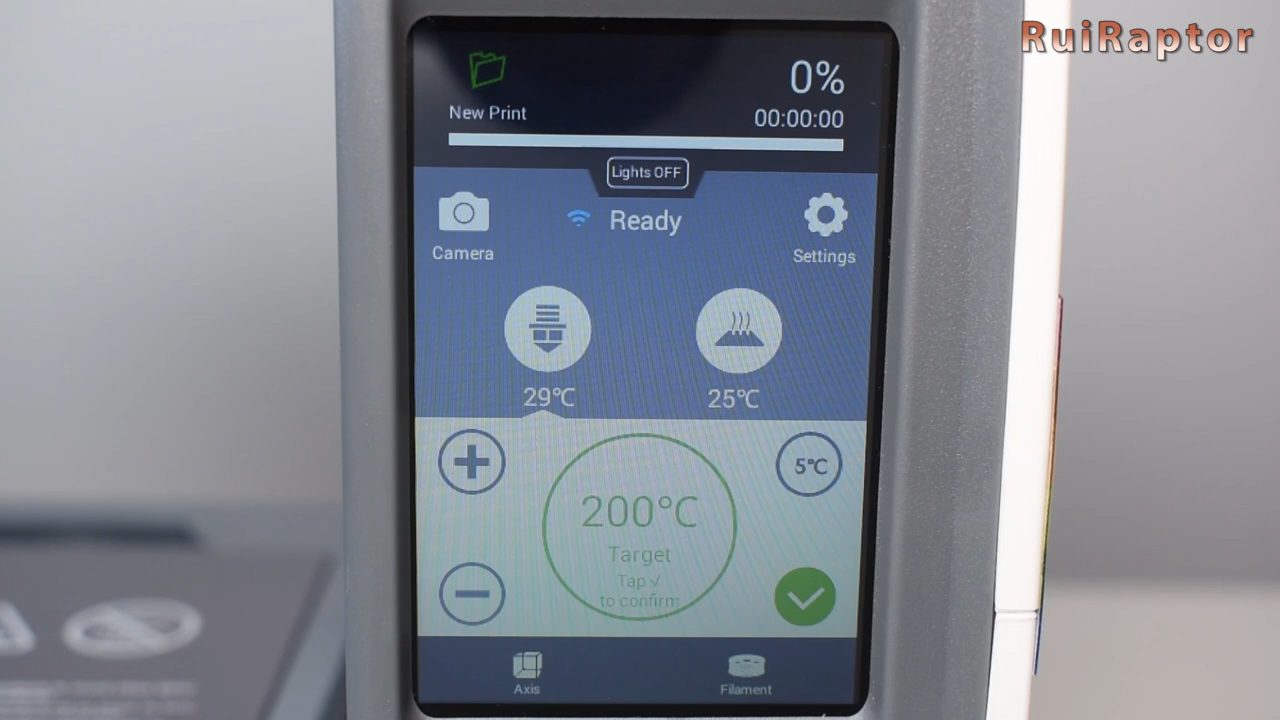 RuiRaptor
0%
New Print
00:00:00
Lights OFF
Camera
Ready
Settings
29℃
25℃
5℃
200°C
Target
Tap √
to confirm
Axis
Filament